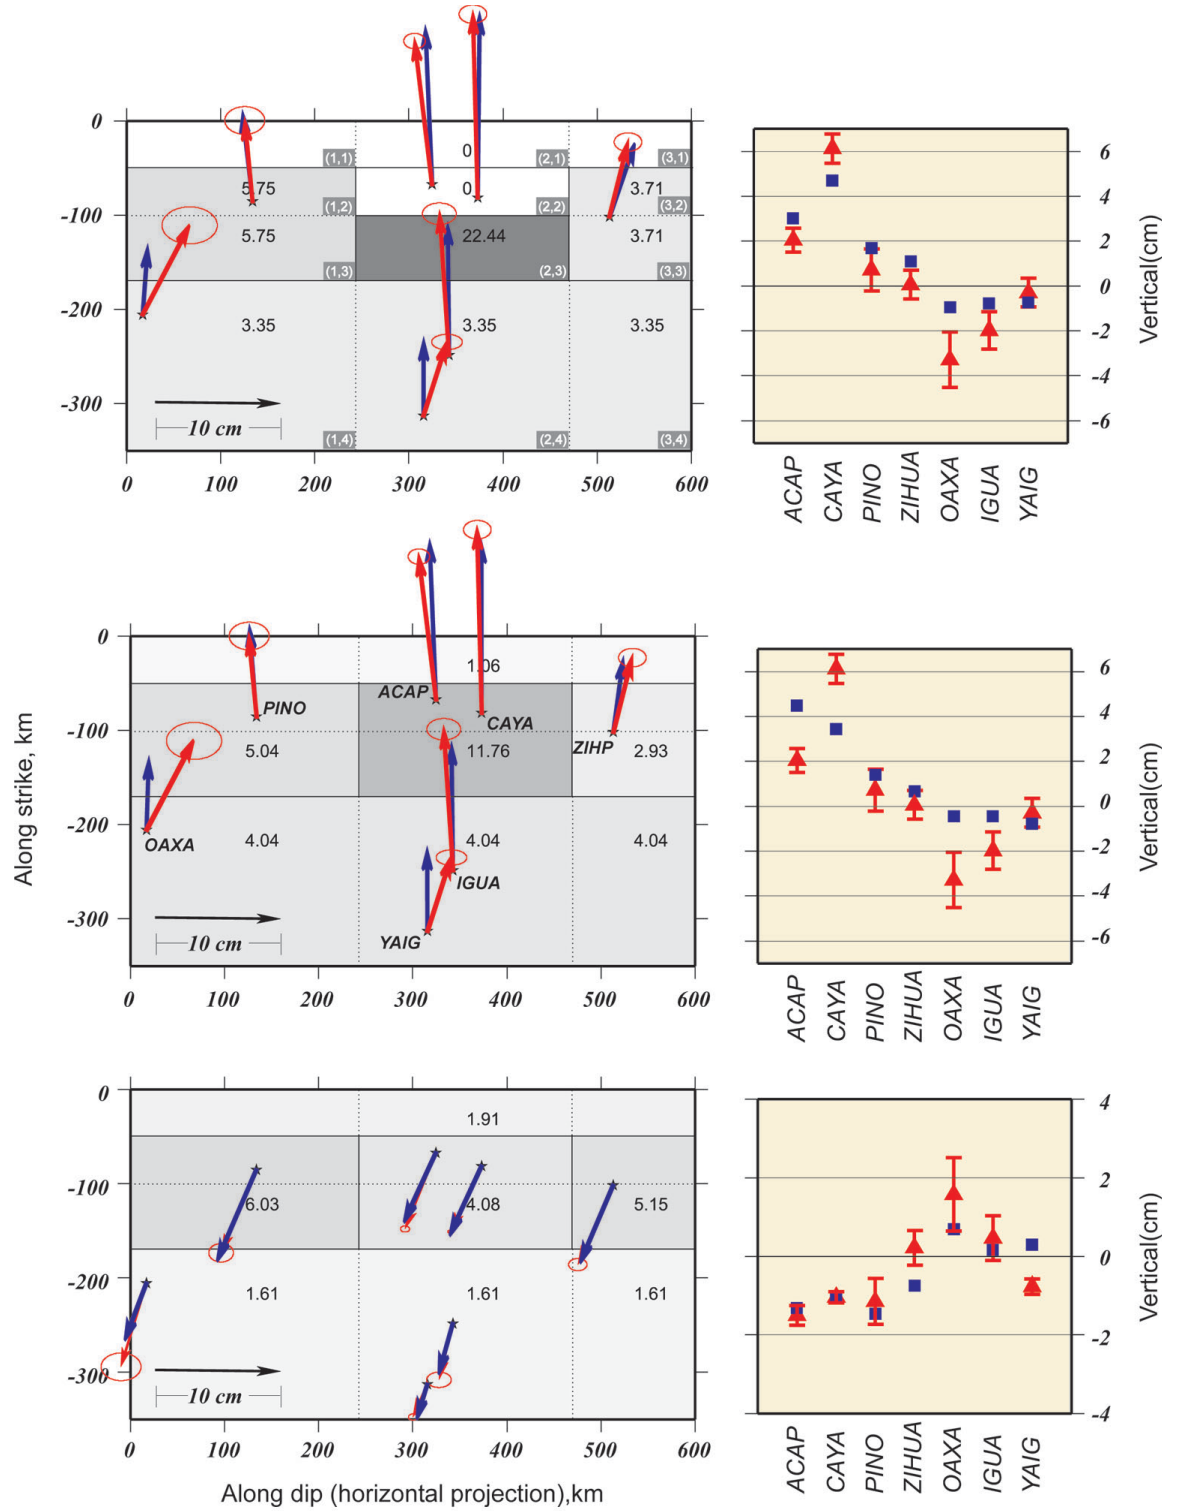 0
-100
-200
-300
0 (1,1) (2,1) (3,1)
5.75 0 3.71
(1,2) (2,2) (3,2)
5.75 22.44 3.71
(1,3) (2,3) (3,3)
3.35 3.35 3.35
10 cm
(1,4) (2,4) (3,4)
0 100 200 300 400 500 600
6
4
2
0
-2
-4
-6
Vertical(cm)
ACAP CAYA PINO ZIHUA OAXA IGUA YAIG
Along strike, km
0
-100
-200
-300
1.06
ACAP
PINO
CAYA
ZIHP
5.04 11.76 2.93
OAXA 4.04 4.04 4.04
IGUA
YAIG
10 cm
0 100 200 300 400 500 600
6
4
2
0
-2
-4
-6
Vertical(cm)
ACAP CAYA PINO ZIHUA OAXA IGUA YAIG
0
-100
-200
-300
1.91
6.03 4.08 5.15
1.61 1.61 1.61
10 cm
0 100 200 300 400 500 600
Along dip (horizontal projection),km
4
2
0
-2
-4
Vertical(cm)
ACAP CAYA PINO ZIHUA OAXA IGUA YAIG